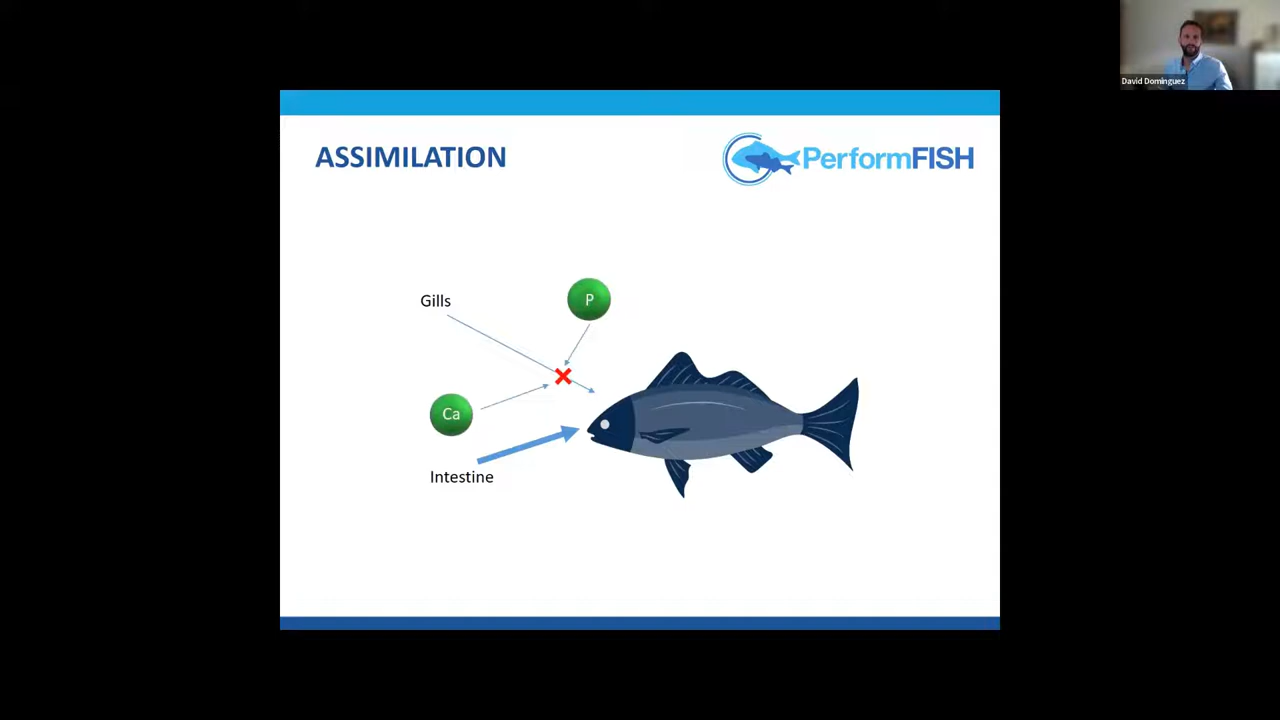 David Dominguez
ASSIMILATION
PerformFISH
Gills
P
Ca
Intestine